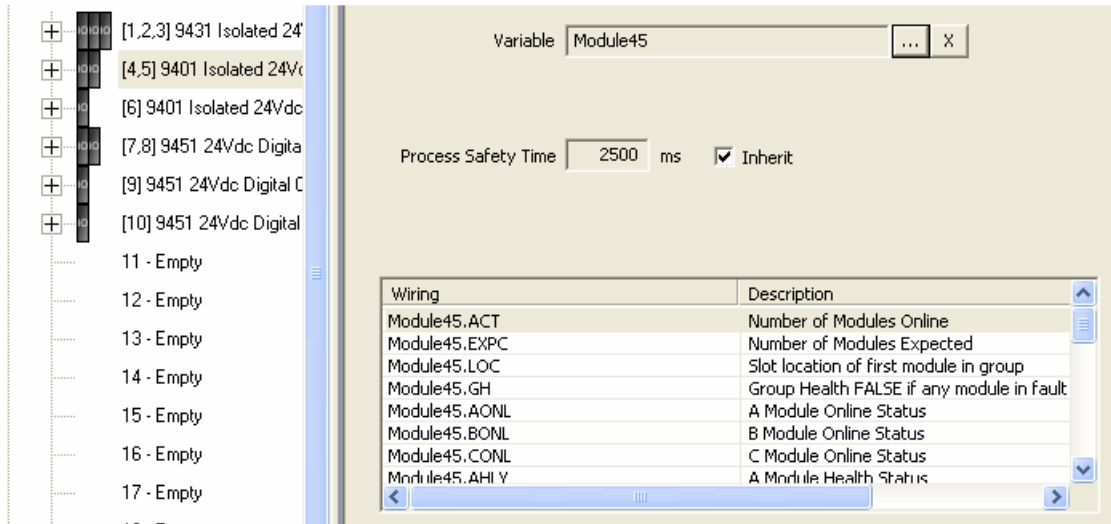 [1,2,3] 9431 Isolated 24
[4,5] 9401 Isolated 24Vd
[6] 9401 Isolated 24Vdc
[7,8] 9451 24Vdc Digita
[9] 9451 24Vdc Digital
[10] 9451 24Vdc Digital
11 - Empty
12 - Empty
13 - Empty
14 - Empty
15 - Empty
16 - Empty
17 - Empty
Variable Module45 ... X
Process Safety Time 2500 ms Inherit
Wiring Description
Module45.ACT Number of Modules Online
Module45.EXPC Number of Modules Expected
Module45.LOC Slot location of first module in group
Module45.GH Group Health FALSE if any module in fault
Module45.AONL A Module Online Status
Module45.BONL B Module Online Status
Module45.CONL C Module Online Status
Module45.AHLY A Module Health Status